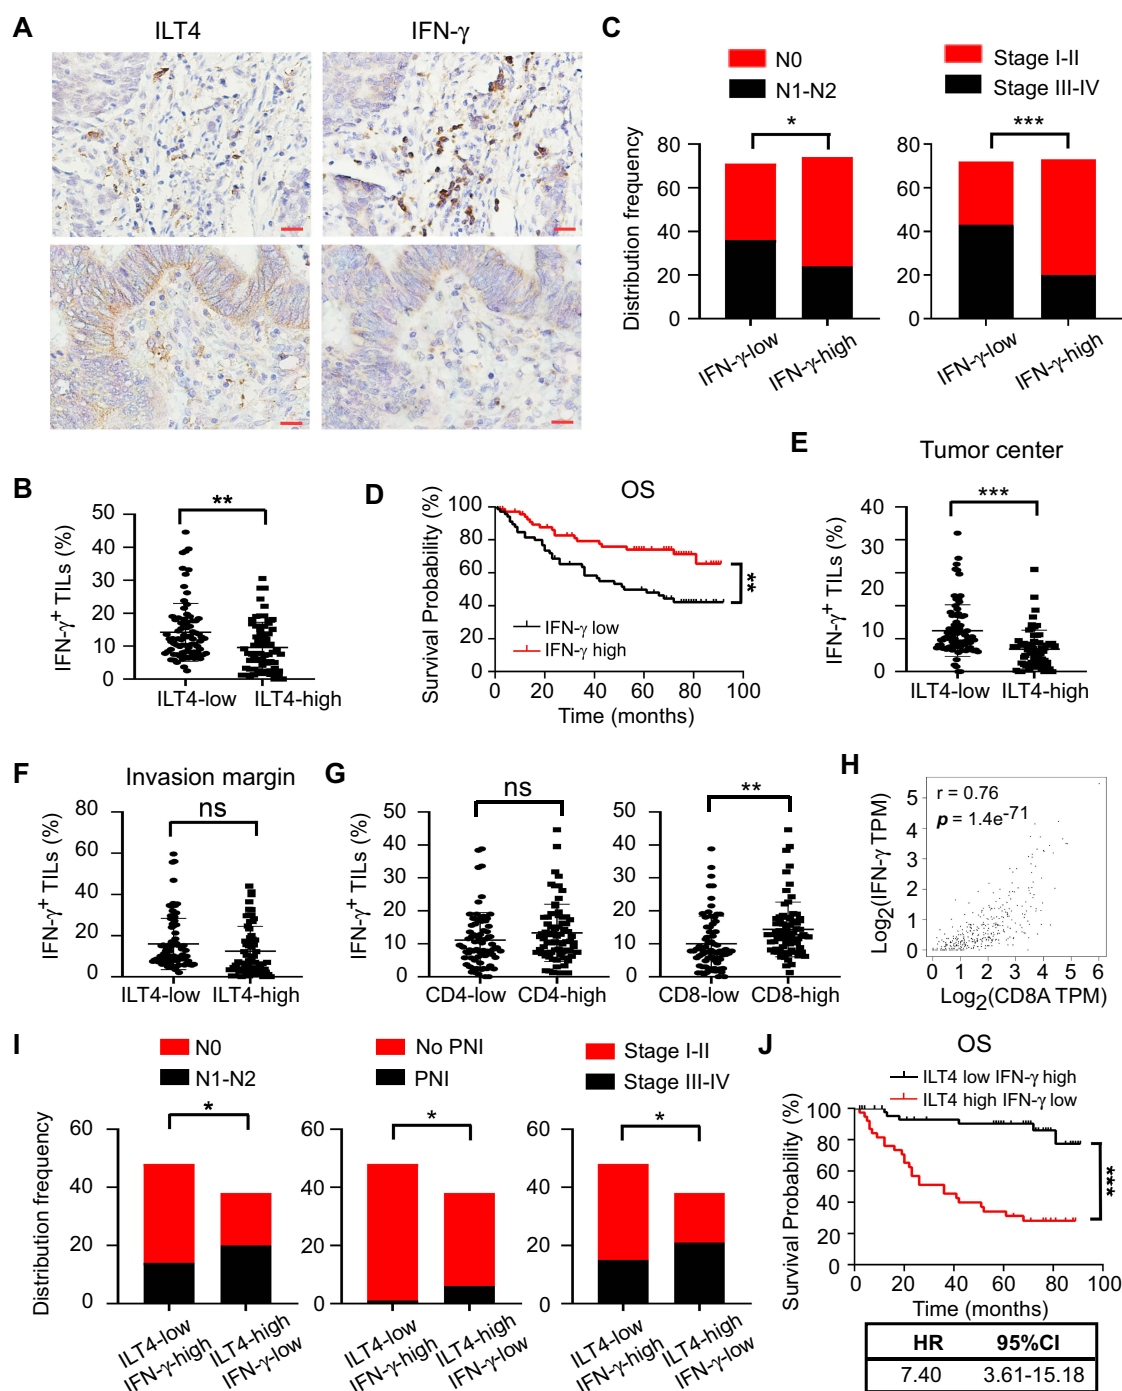 A
ILT4
IFN-γ
C
N0
N1-N2
Stage I-II
Stage III-IV
*
***
Distribution frequency
80
60
40
20
0
IFN-γ-low
IFN-γ-high
80
60
40
20
0
IFN-γ-low
IFN-γ-high
B
**
IFN-γ+ TILs (%)
50
40
30
20
10
0
ILT4-low
ILT4-high
D
OS
Survival Probability (%)
100
80
60
40
20
0
IFN-γ low
IFN-γ high
**
0
20
40
60
80
100
Time (months)
E
Tumor center
***
IFN-γ+ TILs (%)
40
30
20
10
0
ILT4-low
ILT4-high
F
Invasion margin
ns
IFN-γ+ TILs (%)
80
60
40
20
0
ILT4-low
ILT4-high
G
ns
IFN-γ+ TILs (%)
50
40
30
20
10
0
CD4-low
CD4-high
**
50
40
30
20
10
0
CD8-low
CD8-high
H
r = 0.76
p = 1.4e-71
Log2(IFN-γ TPM)
5
4
3
2
1
0
0 1 2 3 4 5 6
Log2(CD8A TPM)
I
N0
N1-N2
*
Distribution frequency
60
40
20
0
ILT4-low
IFN-γ-high
ILT4-high
IFN-γ-low
No PNI
PNI
*
60
40
20
0
ILT4-low
IFN-γ-high
ILT4-high
IFN-γ-low
Stage I-II
Stage III-IV
*
60
40
20
0
ILT4-low
IFN-γ-high
ILT4-high
IFN-γ-low
J
OS
ILT4 low IFN-γ high
ILT4 high IFN-γ low
Survival Probability (%)
100
80
60
40
20
0
***
0 20 40 60 80 100
Time (months)
HR 95%CI
7.40 3.61-15.18